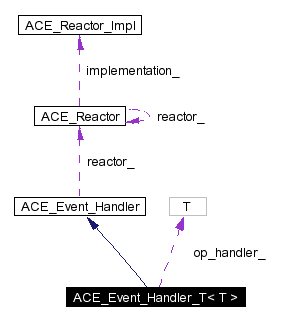 ACE_Reactor_Impl
implementation_
ACE_Reactor
reactor_
reactor_
ACE_Event_Handler
T
op_handler_
ACE_Event_Handler_T< T >